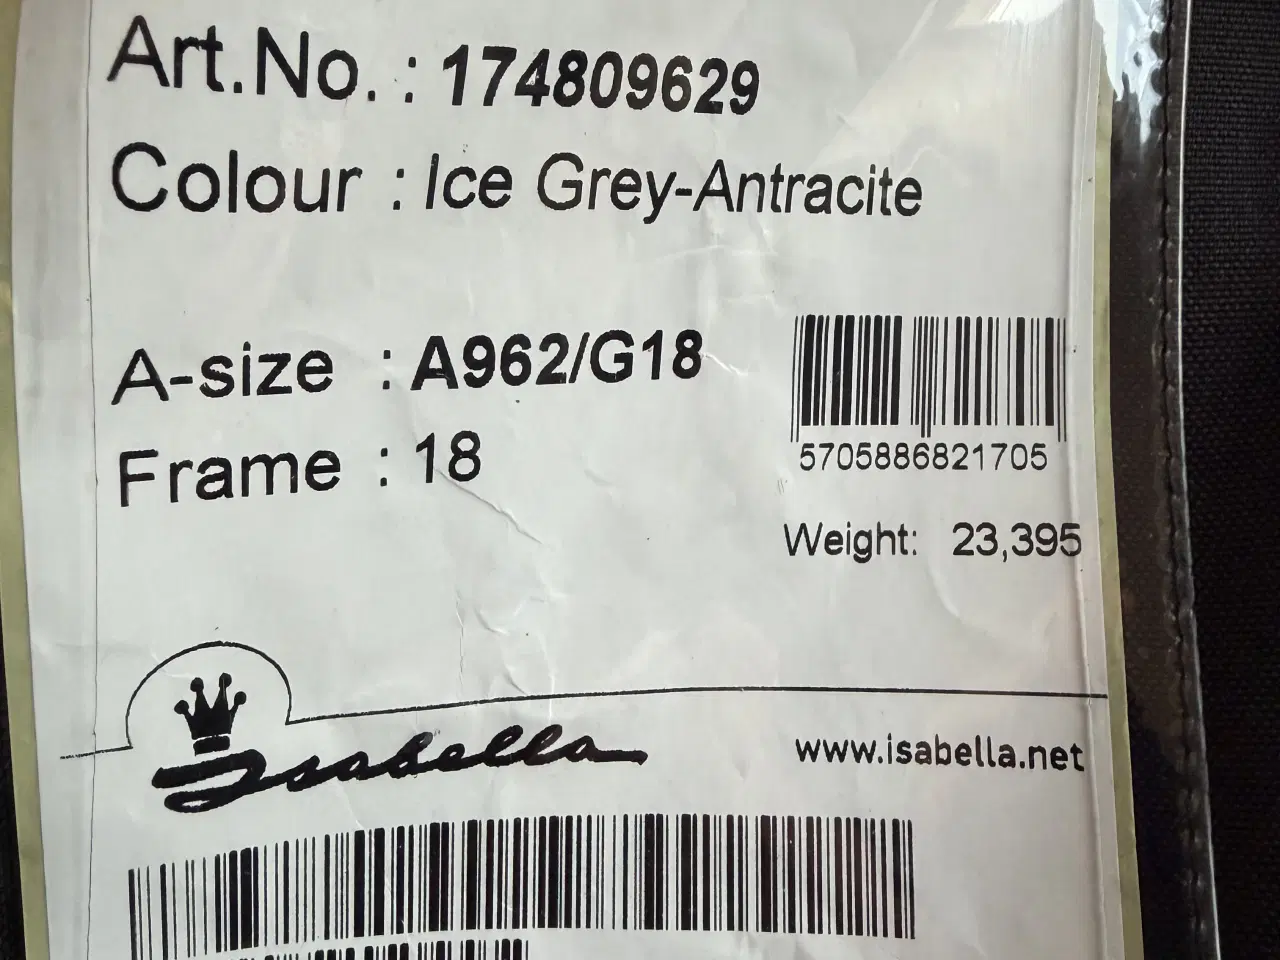 Art.No. : 174809629
Colour : Ice Grey-Antracite
A-size : A962/G18
Frame : 18
5705886821705
Weight: 23,395
Isabella
www.isabella.net